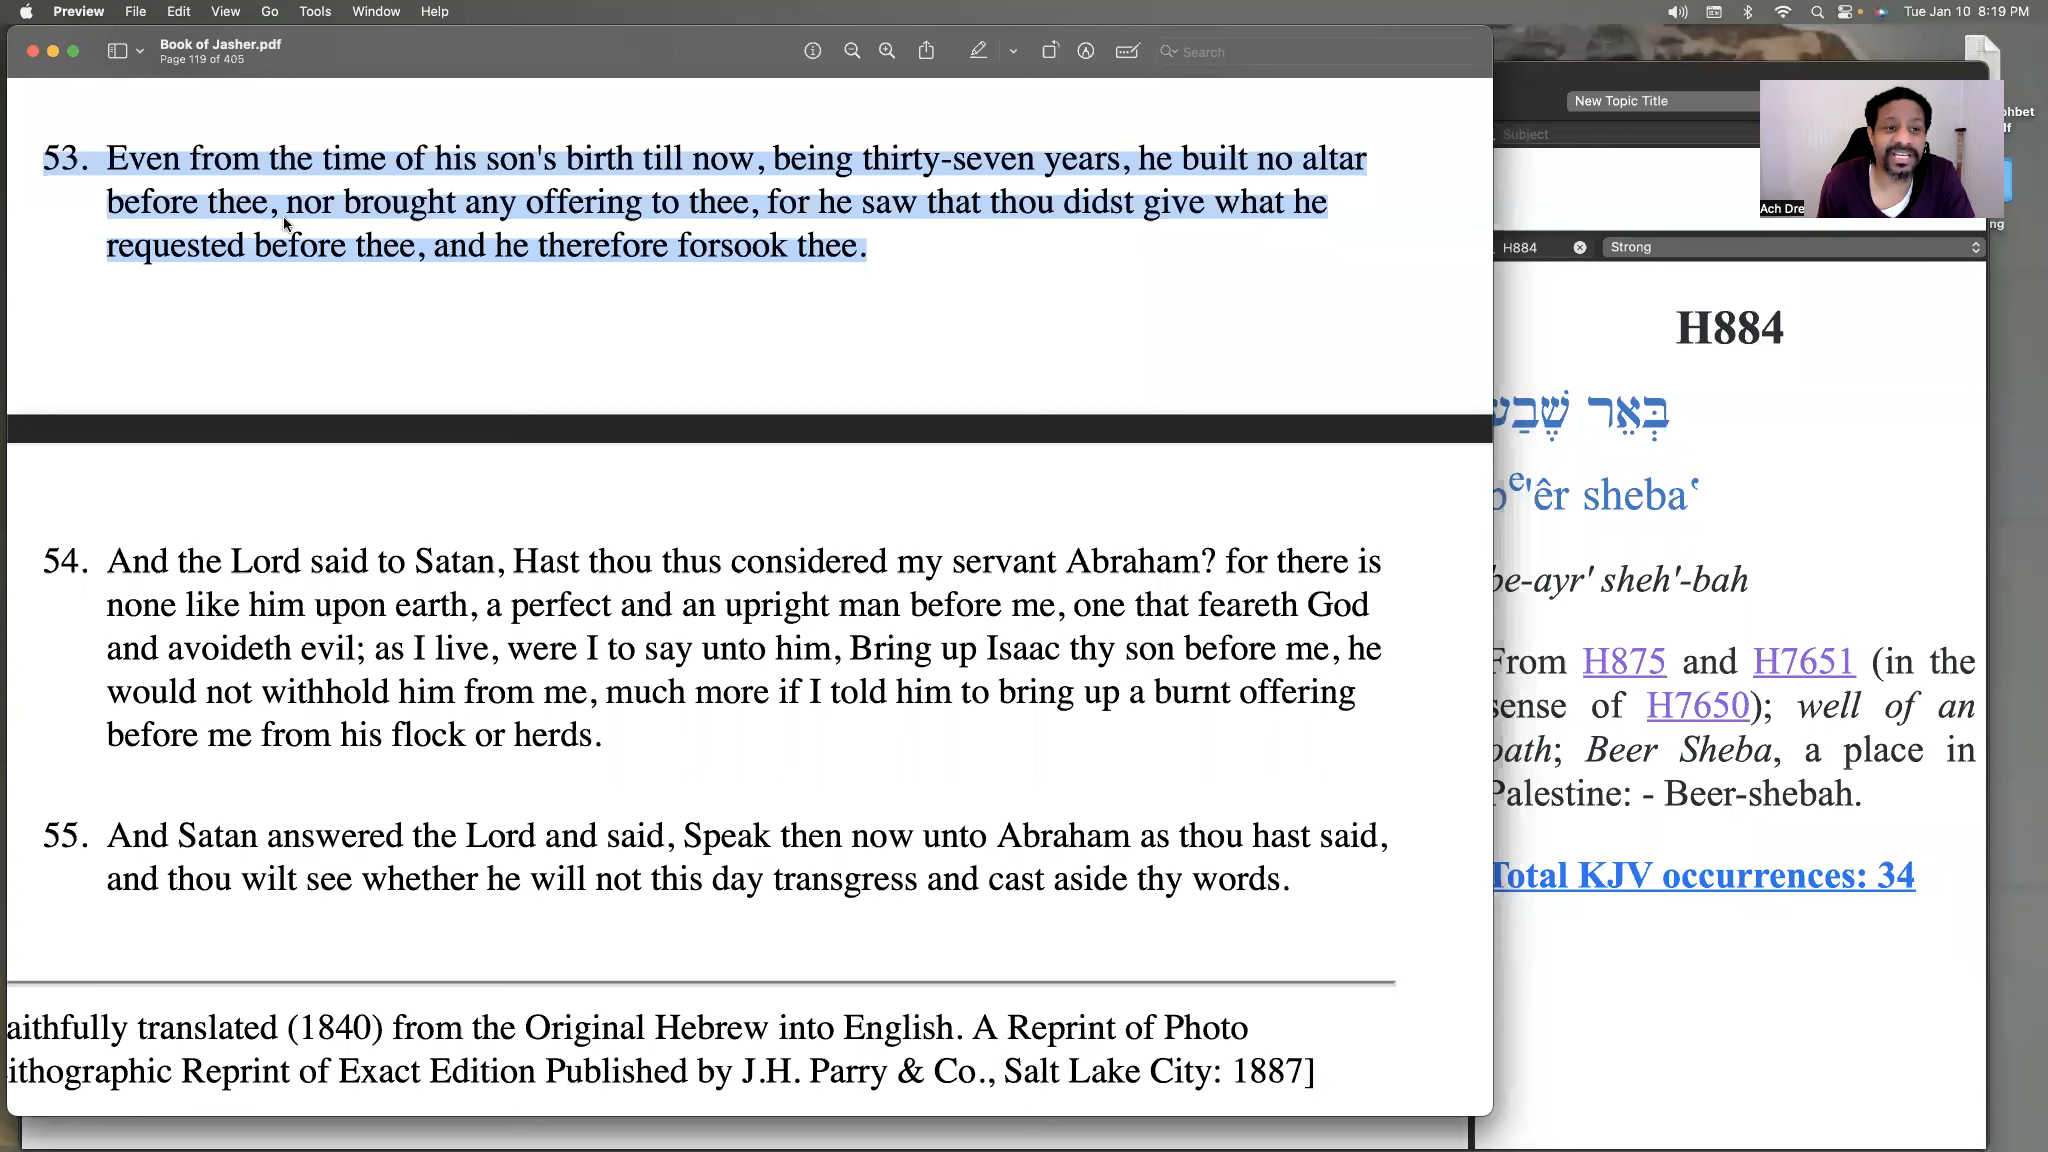 Preview File Edit View Go Tools Window Help
Tue Jan 10 8:19 PM
Book of Jasher.pdf
Page 119 of 405
Search
53. Even from the time of his son's birth till now, being thirty-seven years, he built no altar
before thee, nor brought any offering to thee, for he saw that thou didst give what he
requested before thee, and he therefore forsook thee.
54. And the Lord said to Satan, Hast thou thus considered my servant Abraham? for there is
none like him upon earth, a perfect and an upright man before me, one that feareth God
and avoideth evil; as I live, were I to say unto him, Bring up Isaac thy son before me, he
would not withhold him from me, much more if I told him to bring up a burnt offering
before me from his flock or herds.
55. And Satan answered the Lord and said, Speak then now unto Abraham as thou hast said,
and thou wilt see whether he will not this day transgress and cast aside thy words.
aithfully translated (1840) from the Original Hebrew into English. A Reprint of Photo
ithographic Reprint of Exact Edition Published by J.H. Parry & Co., Salt Lake City: 1887]
New Topic Title
Subject
Ach Dre
phbet
lf
ng
H884
Strong
H884
בְּאֵר שֶׁבַע
bᵉ'êr sheba‛
be-ayr' sheh'-bah
From H875 and H7651 (in the
sense of H7650); well of an
oath; Beer Sheba, a place in
Palestine: - Beer-shebah.
Total KJV occurrences: 34